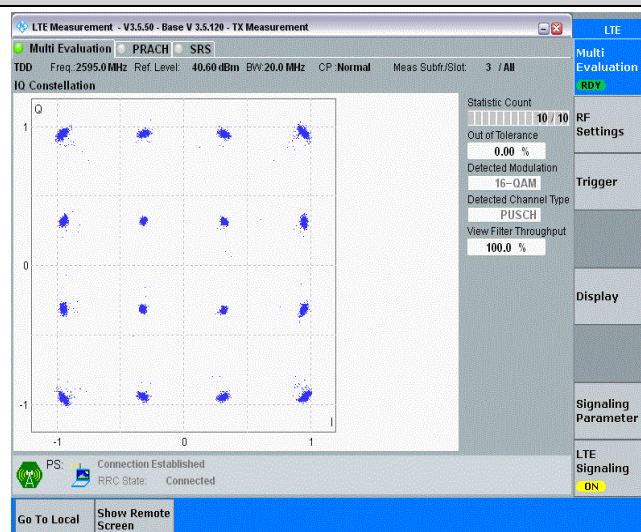 LTE Measurement - V3.5.50 - Base V 3.5.120 - TX Measurement
LTE
Multi Evaluation PRACH SRS
TDD Freq.:2595.0 MHz Ref. Level: 40.60 dBm BW:20.0 MHz CP :Normal Meas Subfr./Slot: 3 / All
IQ Constellation
Q
1
0
-1
-1 0 1
I
Statistic Count
10 / 10
Out of Tolerance
0.00 %
Detected Modulation
16-QAM
Detected Channel Type
PUSCH
View Filter Throughput
100.0 %
Multi
Evaluation
RDY
RF
Settings
Trigger
Display
Signaling
Parameter
LTE
Signaling
ON
PS: Connection Established
RRC State: Connected
Go To Local
Show Remote
Screen